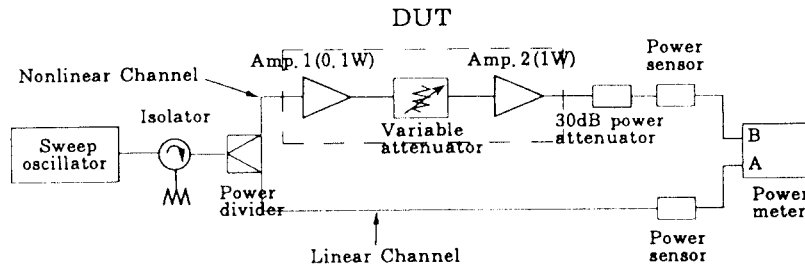 DUT
Amp.1(0.1W)
Amp.2(1W)
Power
sensor
Nonlinear Channel
Isolator
Sweep
oscillator
Variable
attenuator
30dB power
attenuator
B
A
Power
divider
Power
meter
Linear Channel
Power
sensor